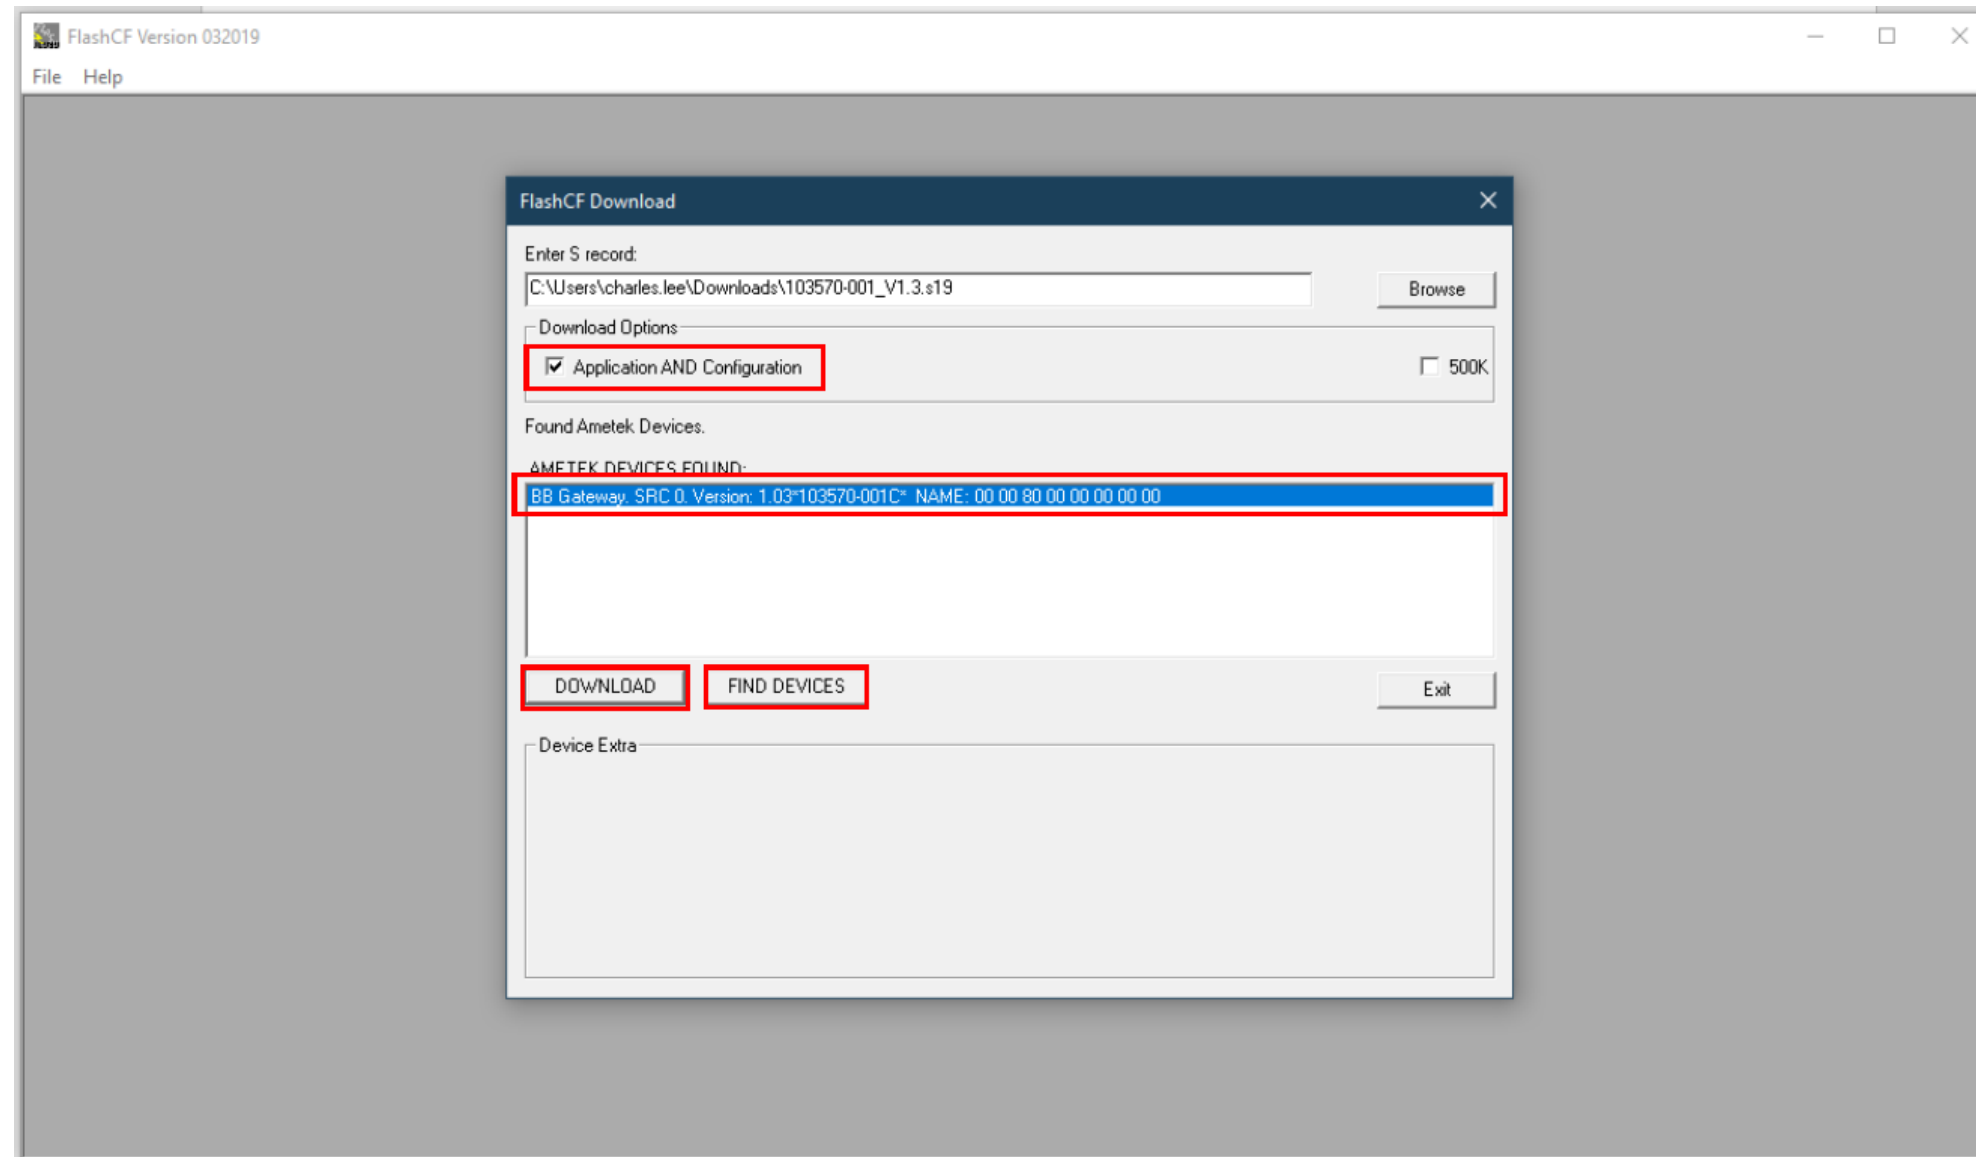 FlashCF Version 032019
File Help
FlashCF Download
Enter S record:
C:\Users\charles.lee\Downloads\103570-001_V1.3.s19
Browse
Download Options
Application AND Configuration
500K
Found Ametek Devices.
AMETEK DEVICES FOUND:
BB Gateway. SRC 0. Version: 1.03*103570-001C* NAME: 00 00 80 00 00 00 00 00
DOWNLOAD
FIND DEVICES
Exit
Device Extra